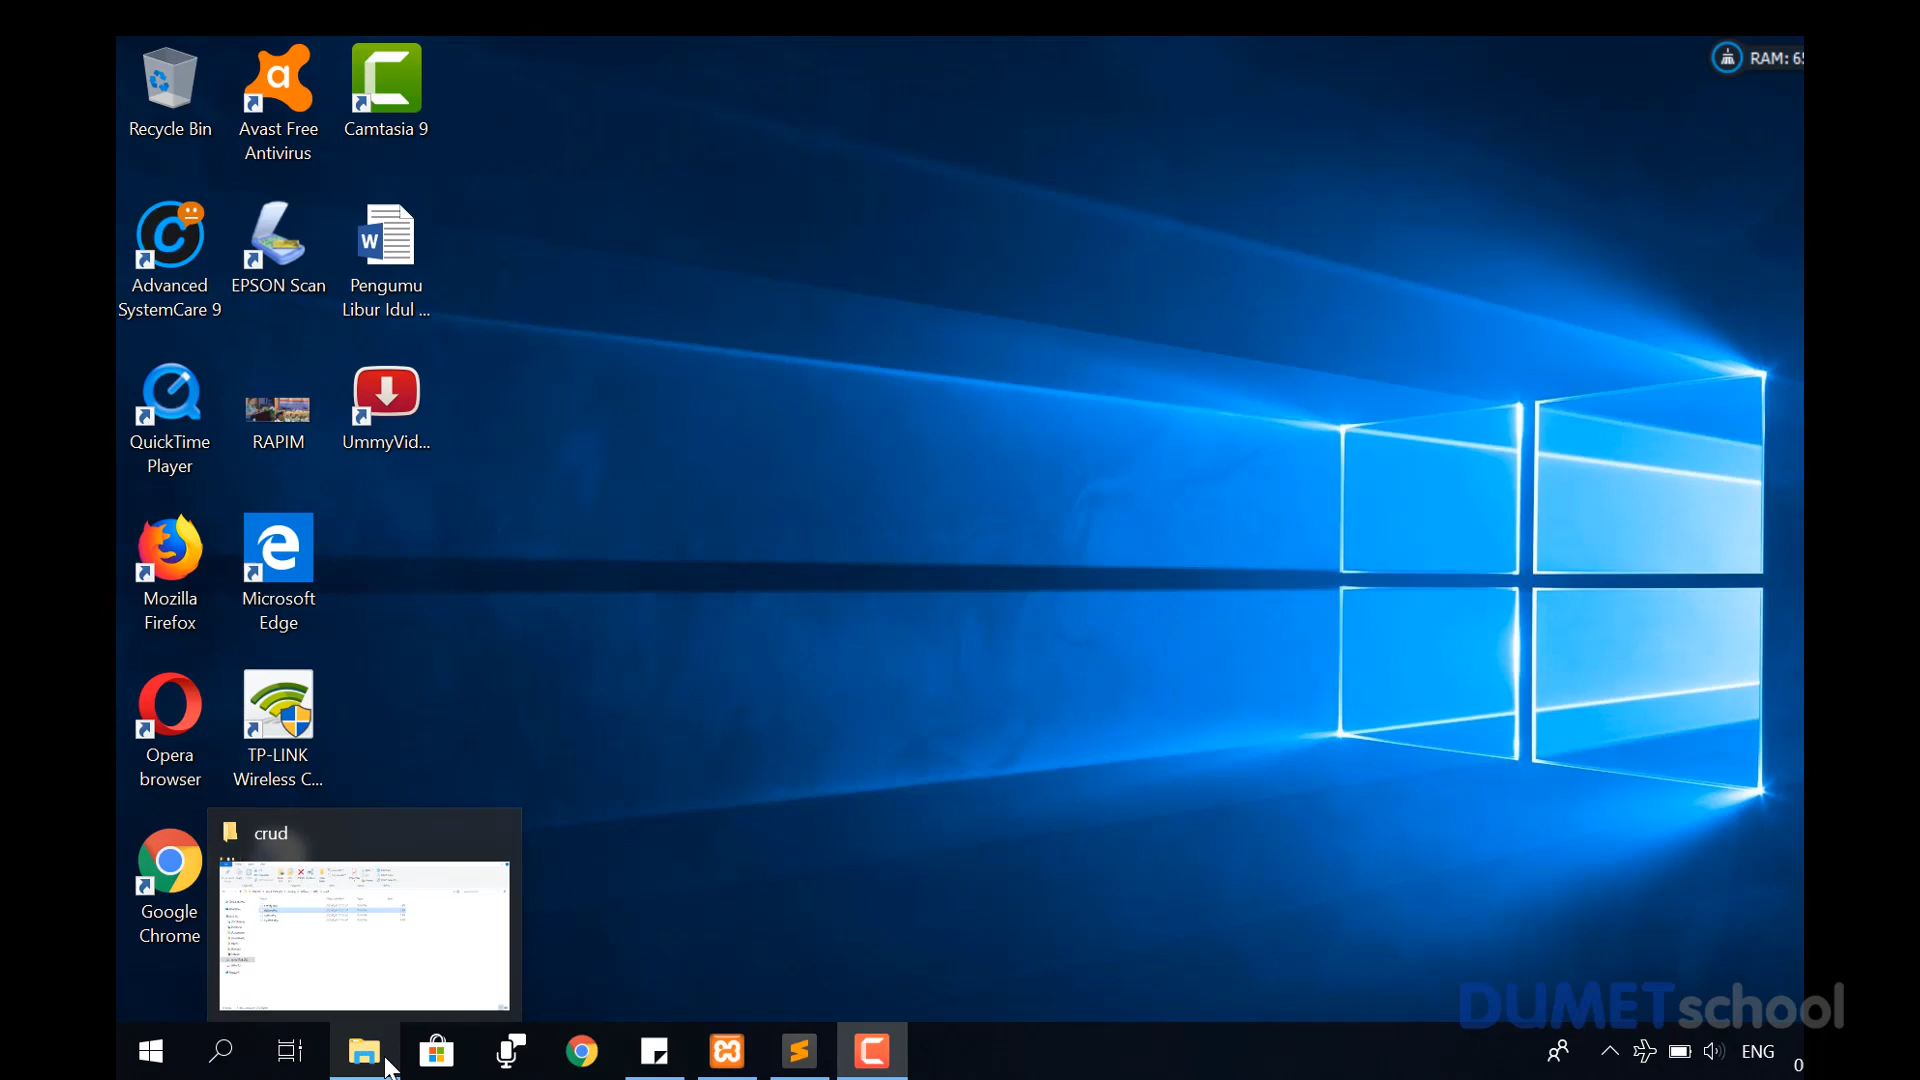 RAM: 6
Recycle Bin
Avast Free
Antivirus
Camtasia 9
Advanced
SystemCare 9
EPSON Scan
Pengumu
Libur Idul ...
QuickTime
Player
RAPIM
UmmyVid...
Mozilla
Firefox
Microsoft
Edge
Opera
browser
TP-LINK
Wireless C...
Google
Chrome
crud
DUMETschool
ENG
0